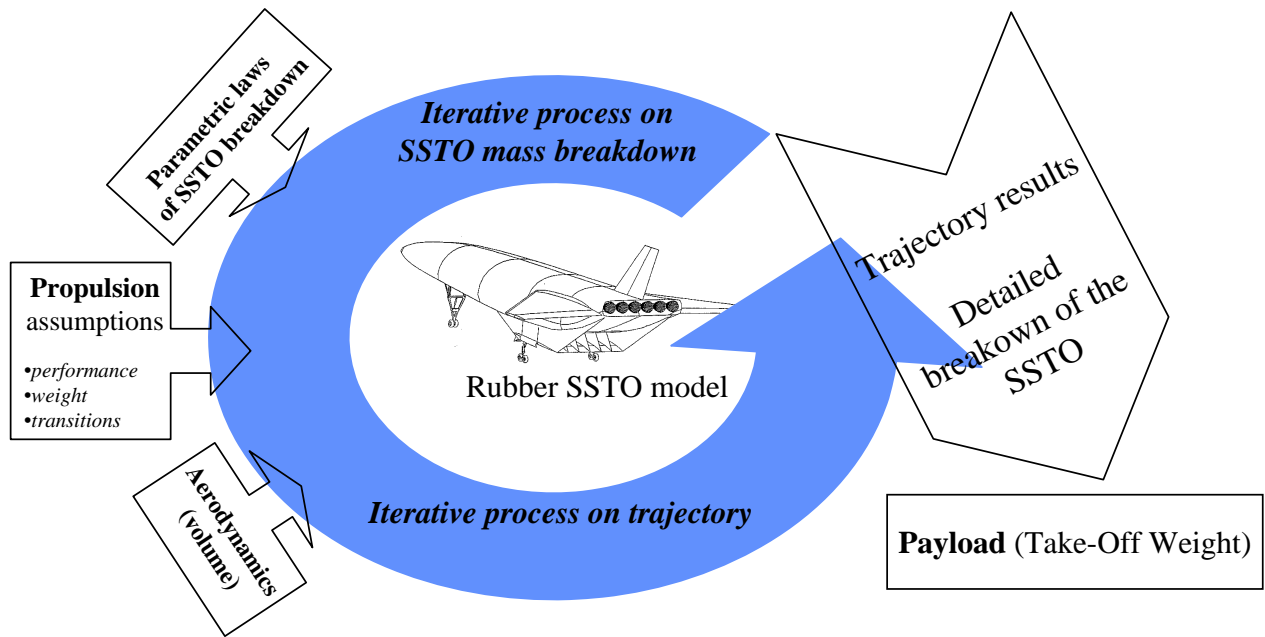 Parametric laws
of SSTO breakdown
Iterative process on
SSTO mass breakdown
Propulsion
assumptions
•performance
•weight
•transitions
Rubber SSTO model
Trajectory results
Detailed
breakown of the
SSTO
Aerodynamics
(volume)
Iterative process on trajectory
Payload (Take-Off Weight)